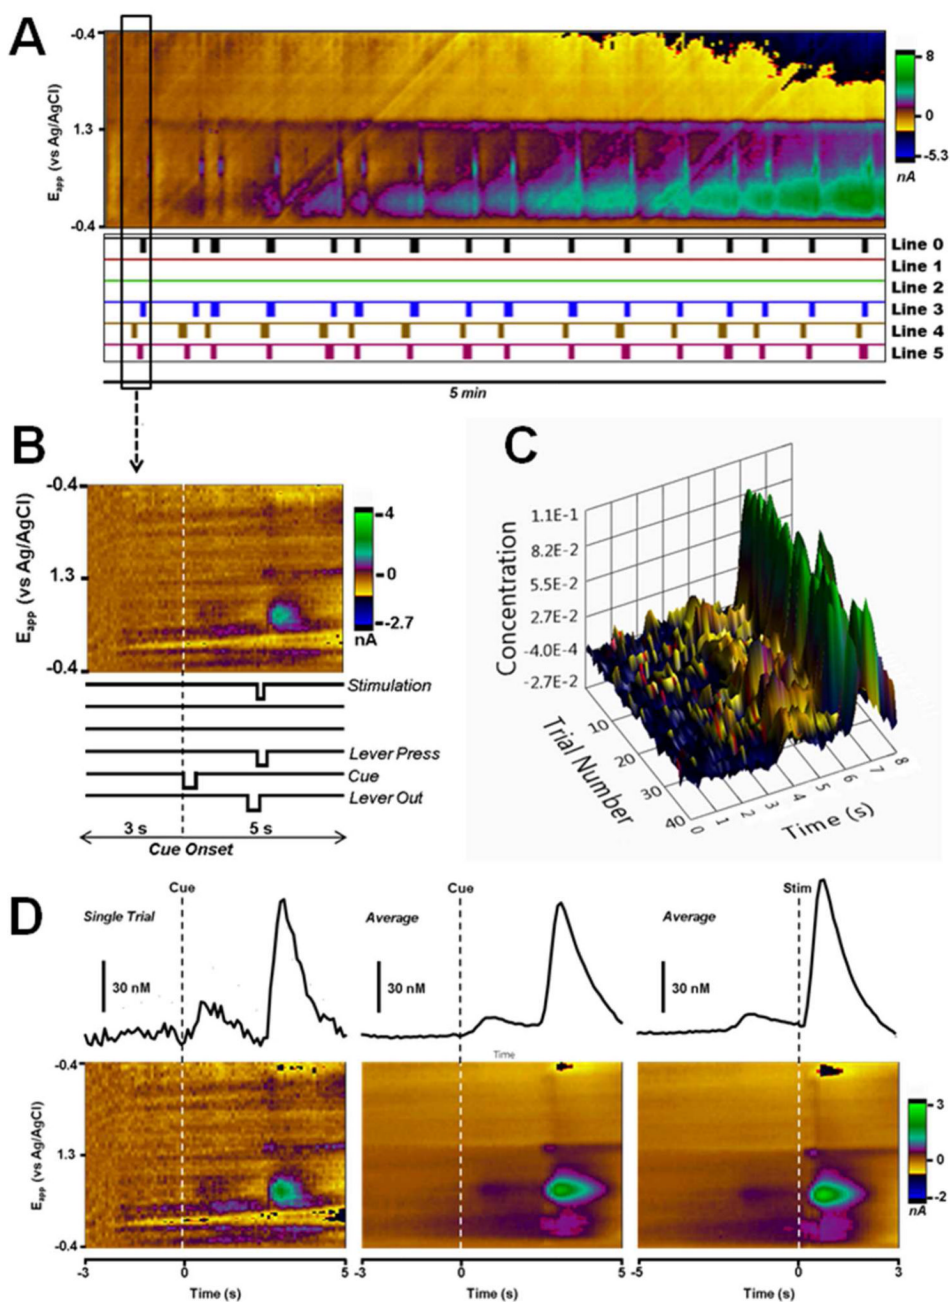 A
-0.4
1.3
-0.4
E_app (vs Ag/AgCl)
8
0
-5.3
nA
Line 0
Line 1
Line 2
Line 3
Line 4
Line 5
5 min
B
-0.4
1.3
-0.4
E_app (vs Ag/AgCl)
4
0
-2.7
nA
Stimulation
Lever Press
Cue
Lever Out
3 s
5 s
Cue Onset
C
Concentration
1.1E-1
8.2E-2
5.5E-2
2.7E-2
-4.0E-4
-2.7E-2
Trial Number
10
20
30
40
0
1
2
3
4
5
6
7
8
Time (s)
D
Cue
Single Trial
30 nM
Cue
Average
30 nM
Stim
Average
30 nM
Time
-0.4
1.3
-0.4
E_app (vs Ag/AgCl)
3
0
-2
nA
-3 0 5
Time (s)
-3 0 5
Time (s)
-5 0 3
Time (s)